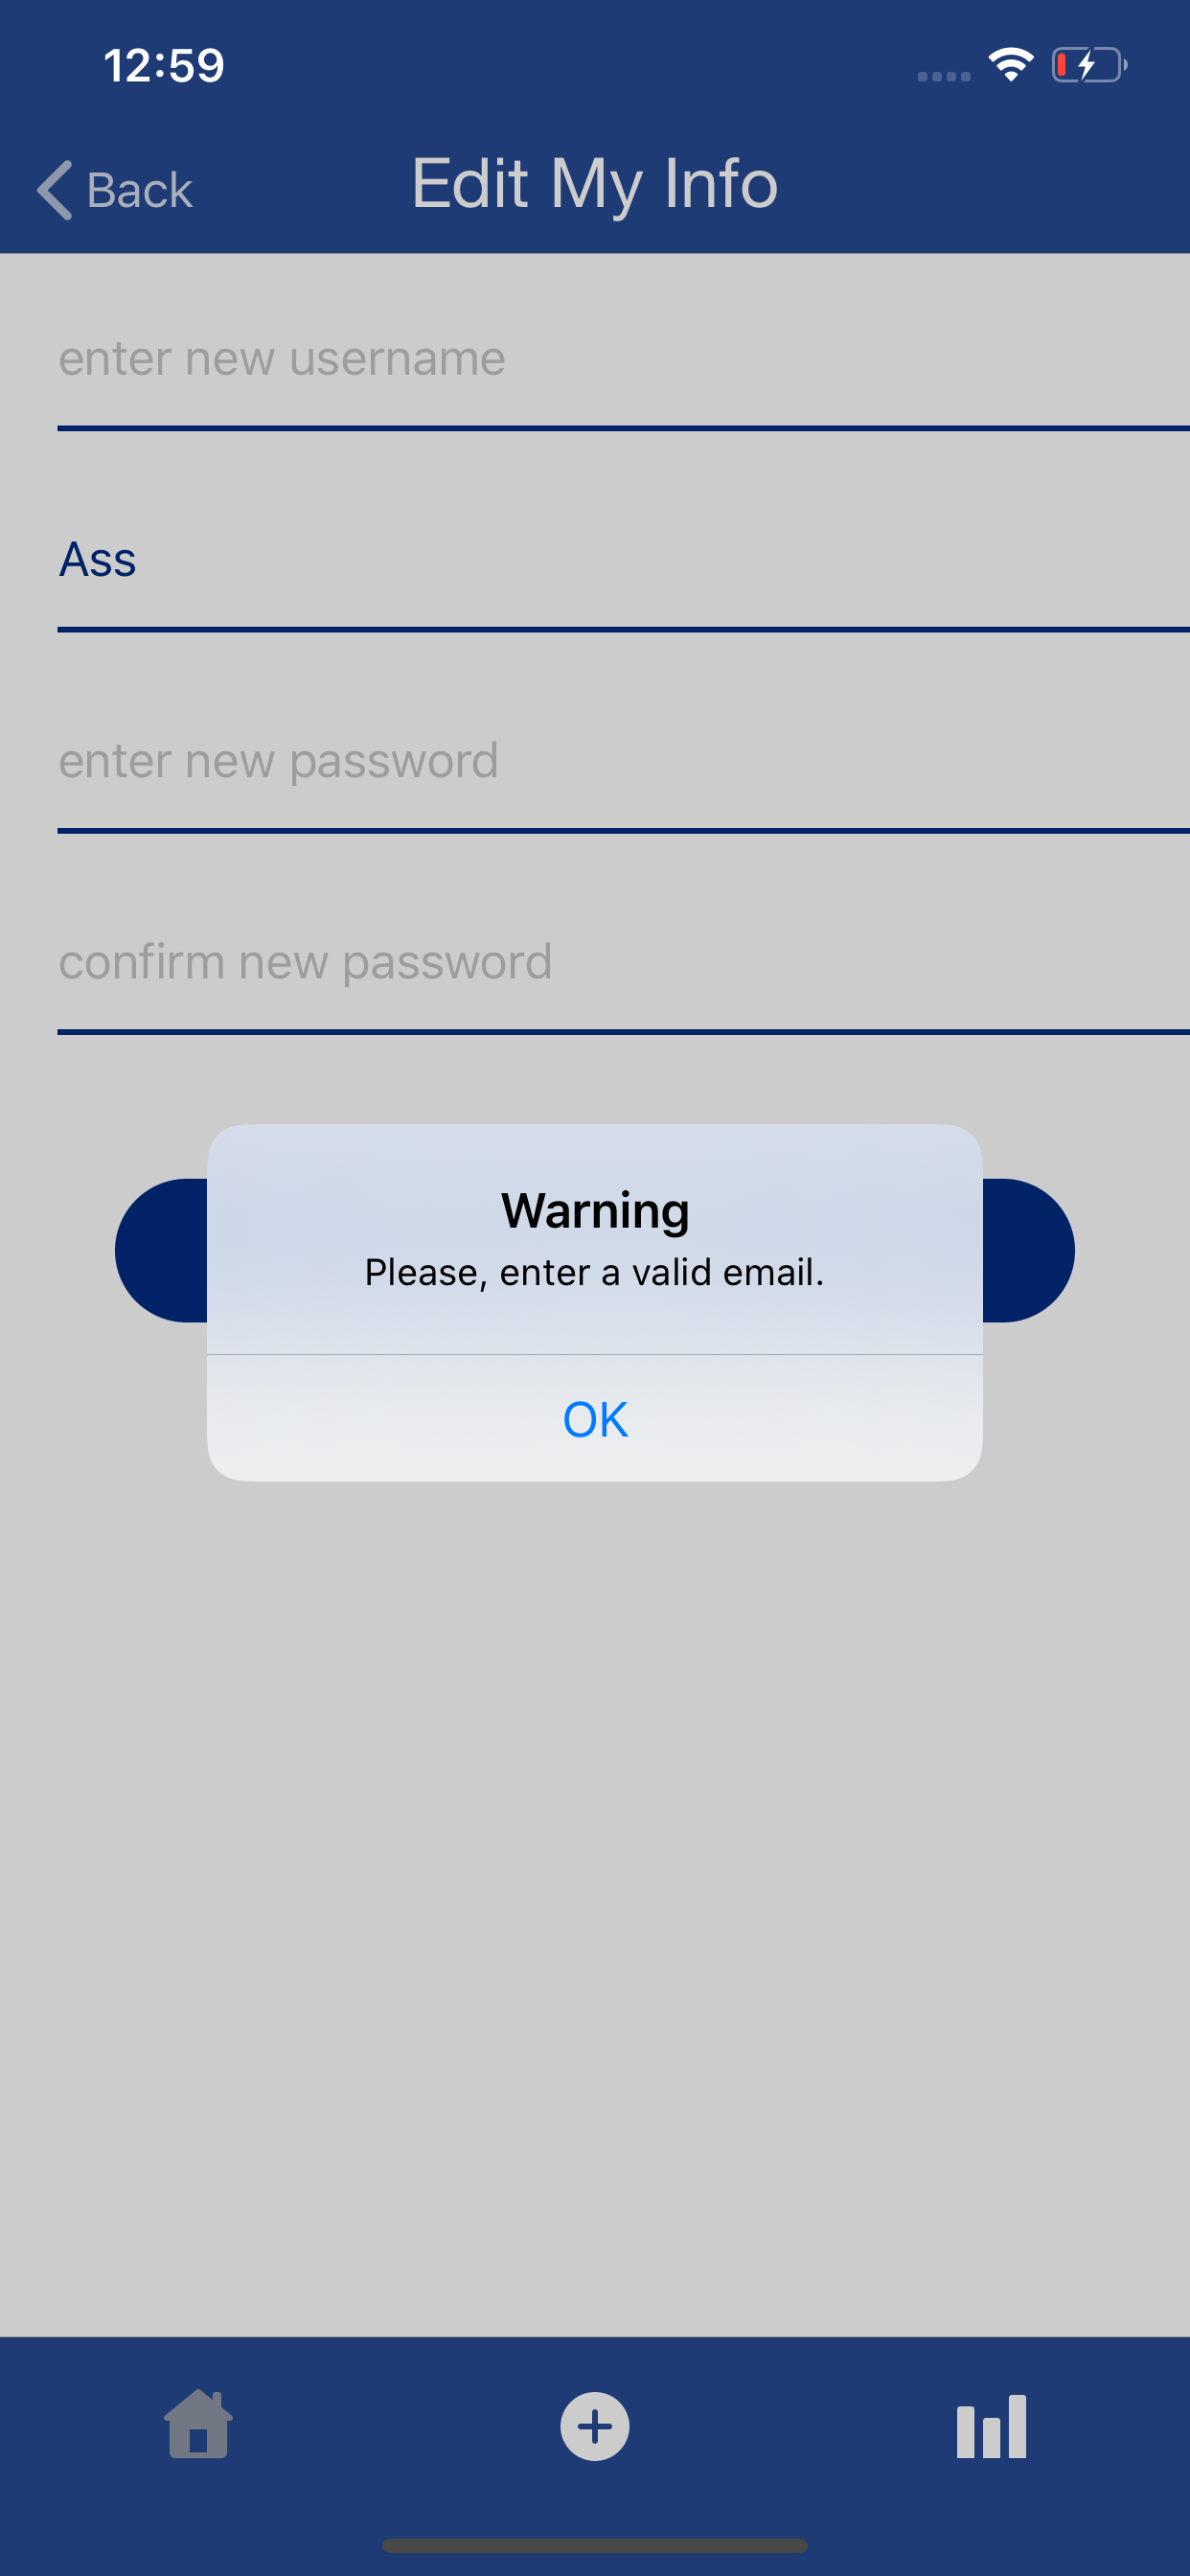 12:59
Back
Edit My Info
enter new username
Ass
enter new password
confirm new password
Warning
Please, enter a valid email.
OK